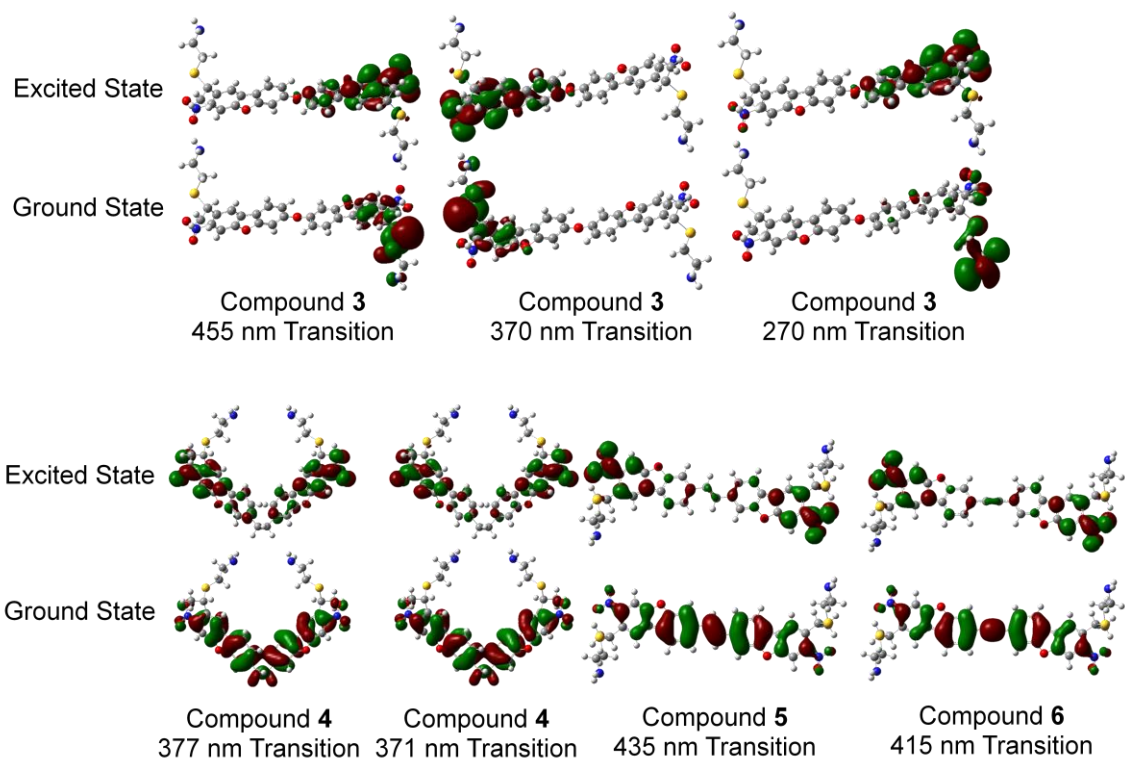 Excited State
Ground State
Compound 3
455 nm Transition
Compound 3
370 nm Transition
Compound 3
270 nm Transition
Excited State
Ground State
Compound 4
377 nm Transition
Compound 4
371 nm Transition
Compound 5
435 nm Transition
Compound 6
415 nm Transition